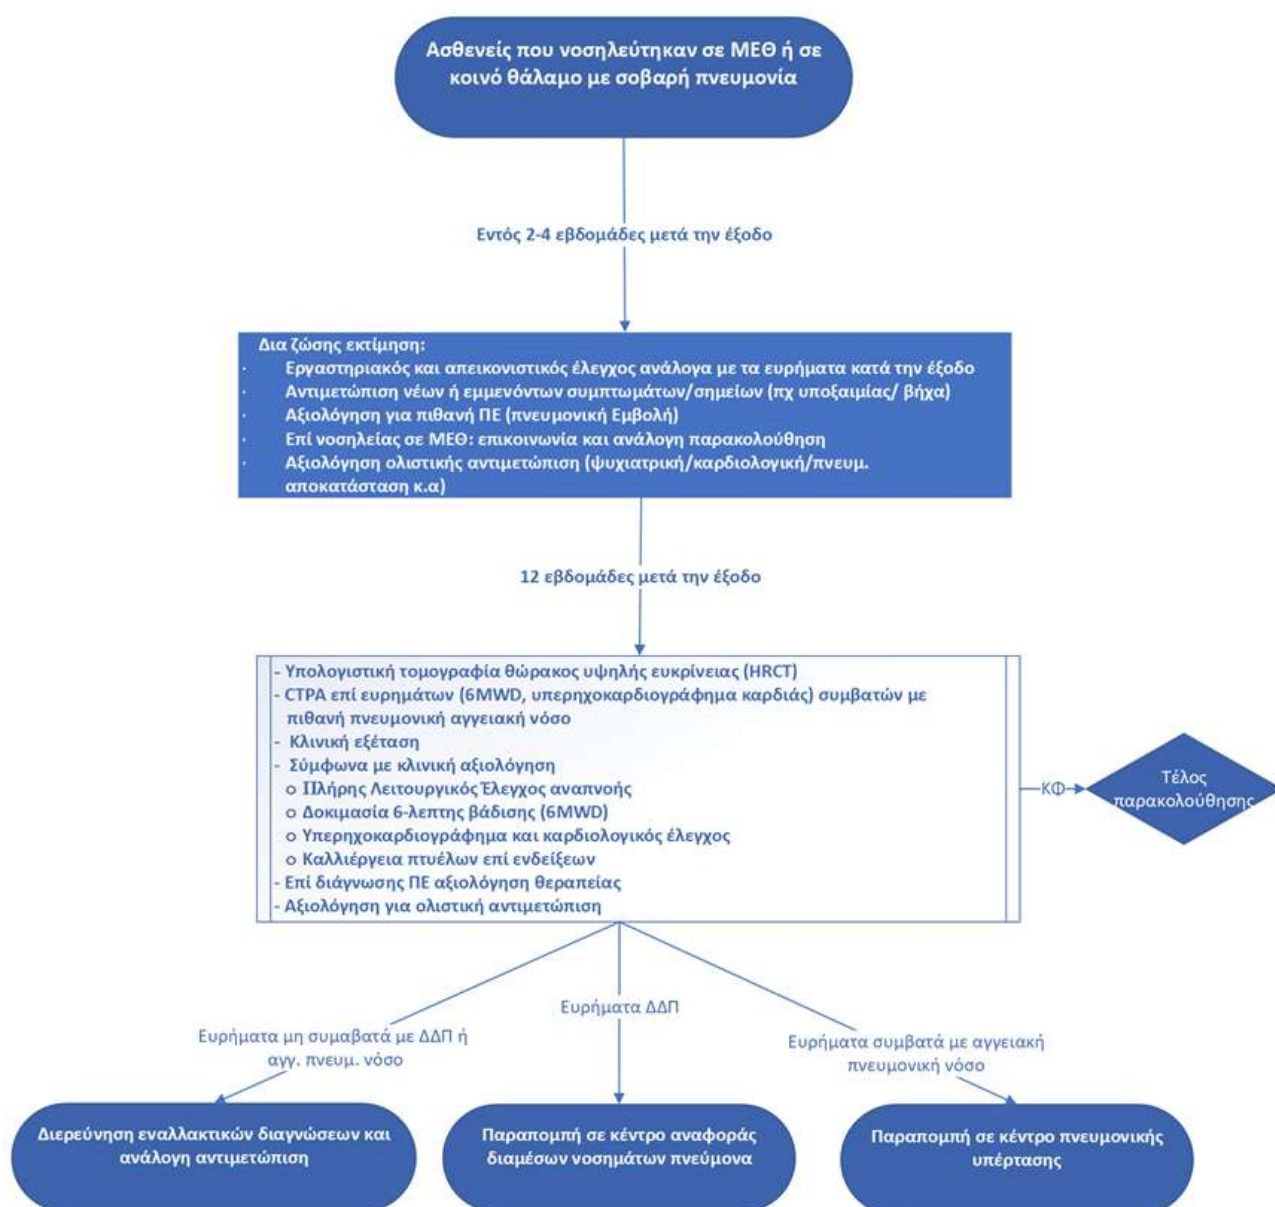 Ασθενείς που νοσηλεύτηκαν σε ΜΕΘ ή σε
κοινό θάλαμο με σοβαρή πνευμονία
Εντός 2-4 εβδομάδες μετά την έξοδο
Δια ζώσης εκτίμηση:
· Εργαστηριακός και απεικονιστικός έλεγχος ανάλογα με τα ευρήματα κατά την έξοδο
· Αντιμετώπιση νέων ή εμμενόντων συμπτωμάτων/σημείων (πχ υποξαιμίας/ βήχα)
· Αξιολόγηση για πιθανή ΠΕ (πνευμονική Εμβολή)
· Επί νοσηλείας σε ΜΕΘ: επικοινωνία και ανάλογη παρακολούθηση
· Αξιολόγηση ολιστικής αντιμετώπιση (ψυχιατρική/καρδιολογική/πνευμ.
αποκατάσταση κ.α)
12 εβδομάδες μετά την έξοδο
- Υπολογιστική τομογραφία θώρακος υψηλής ευκρίνειας (HRCT)
- CTPA επί ευρημάτων (6MWD, υπερηχοκαρδιογράφημα καρδιάς) συμβατών με
πιθανή πνευμονική αγγειακή νόσο
- Κλινική εξέταση
- Σύμφωνα με κλινική αξιολόγηση
o Πλήρης Λειτουργικός Έλεγχος αναπνοής
o Δοκιμασία 6-λεπτης βάδισης (6MWD)
o Υπερηχοκαρδιογράφημα και καρδιολογικός έλεγχος
o Καλλιέργεια πτυέλων επί ενδείξεων
- Επί διάγνωσης ΠΕ αξιολόγηση θεραπείας
- Αξιολόγηση για ολιστική αντιμετώπιση
ΚΦ
Τέλος
παρακολούθησης
Ευρήματα μη συμαβατά με ΔΔΠ ή
αγγ. πνευμ. νόσο
Ευρήματα ΔΔΠ
Ευρήματα συμβατά με αγγειακή
πνευμονική νόσο
Διερεύνηση εναλλακτικών διαγνώσεων και
ανάλογη αντιμετώπιση
Παραπομπή σε κέντρο αναφοράς
διαμέσων νοσημάτων πνεύμονα
Παραπομπή σε κέντρο πνευμονικής
υπέρτασης